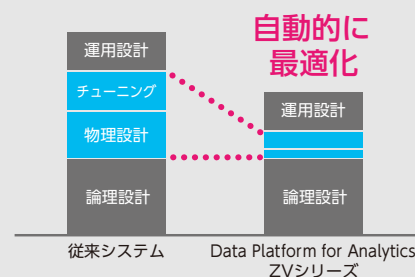 自動的に
最適化
運用設計
チューニング
物理設計
論理設計
運用設計
論理設計
従来システム
Data Platform for Analytics
ZVシリーズ